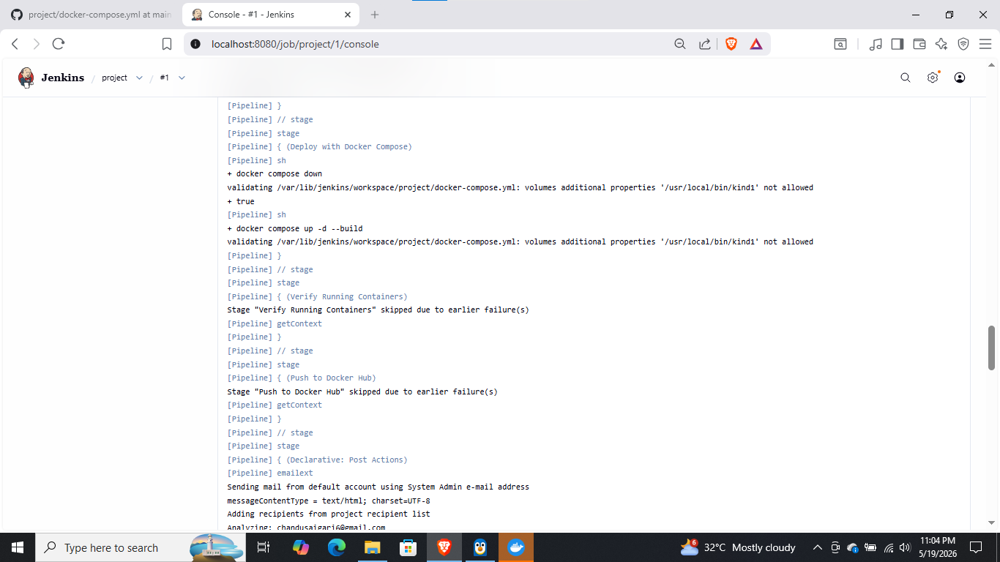 project/docker-compose.yml at main
Console - #1 - Jenkins
localhost:8080/job/project/1/console
Jenkins / project / #1
[Pipeline] }
[Pipeline] // stage
[Pipeline] stage
[Pipeline] { (Deploy with Docker Compose)
[Pipeline] sh
+ docker compose down
validating /var/lib/jenkins/workspace/project/docker-compose.yml: volumes additional properties '/usr/local/bin/kind1' not allowed
+ true
[Pipeline] sh
+ docker compose up -d --build
validating /var/lib/jenkins/workspace/project/docker-compose.yml: volumes additional properties '/usr/local/bin/kind1' not allowed
[Pipeline] }
[Pipeline] // stage
[Pipeline] stage
[Pipeline] { (Verify Running Containers)
Stage "Verify Running Containers" skipped due to earlier failure(s)
[Pipeline] getContext
[Pipeline] }
[Pipeline] // stage
[Pipeline] stage
[Pipeline] { (Push to Docker Hub)
Stage "Push to Docker Hub" skipped due to earlier failure(s)
[Pipeline] getContext
[Pipeline] }
[Pipeline] // stage
[Pipeline] stage
[Pipeline] { (Declarative: Post Actions)
[Pipeline] emailext
Sending mail from default account using System Admin e-mail address
messageContentType = text/html; charset=UTF-8
Adding recipients from project recipient list
Analyzing: chandusaigari6@gmail.com
Type here to search
6
32°C Mostly cloudy
11:04 PM
5/19/2026